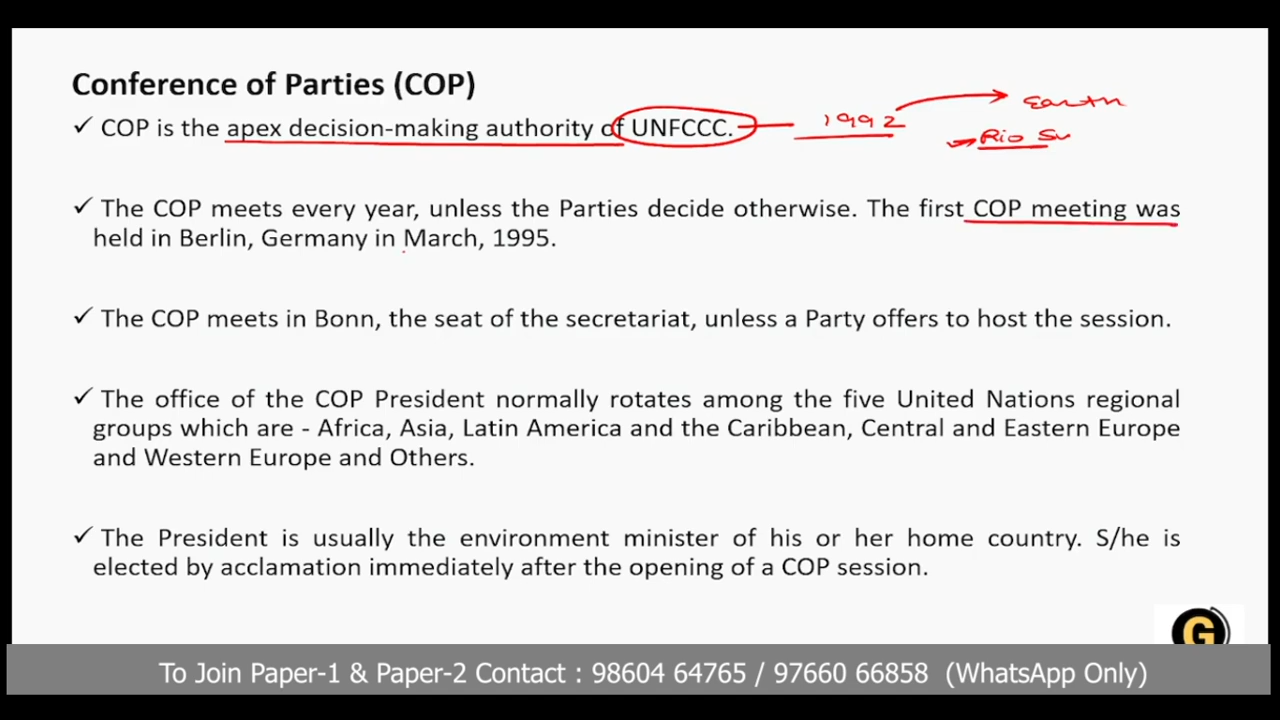 Conference of Parties (COP)
✓ COP is the apex decision-making authority of UNFCCC. 1992 Earth
Rio Su
✓ The COP meets every year, unless the Parties decide otherwise. The first COP meeting was
held in Berlin, Germany in March, 1995.
✓ The COP meets in Bonn, the seat of the secretariat, unless a Party offers to host the session.
✓ The office of the COP President normally rotates among the five United Nations regional
groups which are - Africa, Asia, Latin America and the Caribbean, Central and Eastern Europe
and Western Europe and Others.
✓ The President is usually the environment minister of his or her home country. S/he is
elected by acclamation immediately after the opening of a COP session.
G
To Join Paper-1 & Paper-2 Contact : 98604 64765 / 97660 66858 (WhatsApp Only)